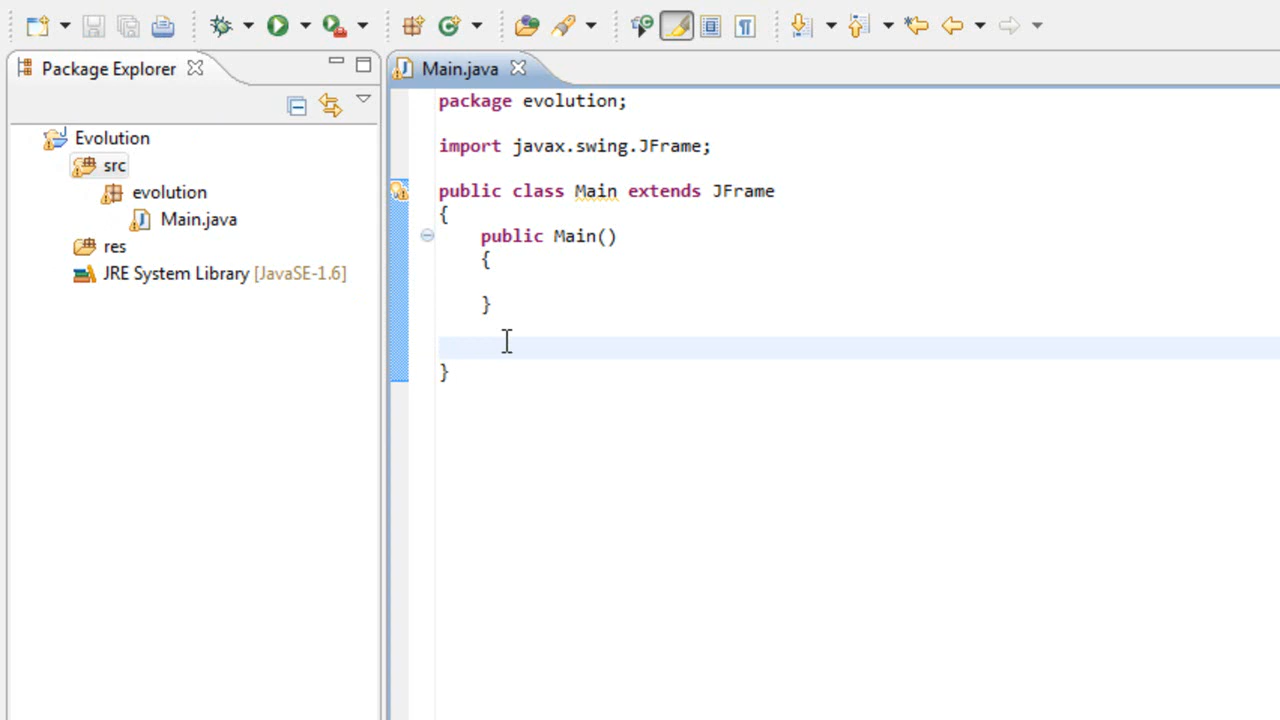 Package Explorer
Evolution
src
evolution
Main.java
res
JRE System Library [JavaSE-1.6]
Main.java
package evolution;
import javax.swing.JFrame;
public class Main extends JFrame
{
public Main()
{
}
}